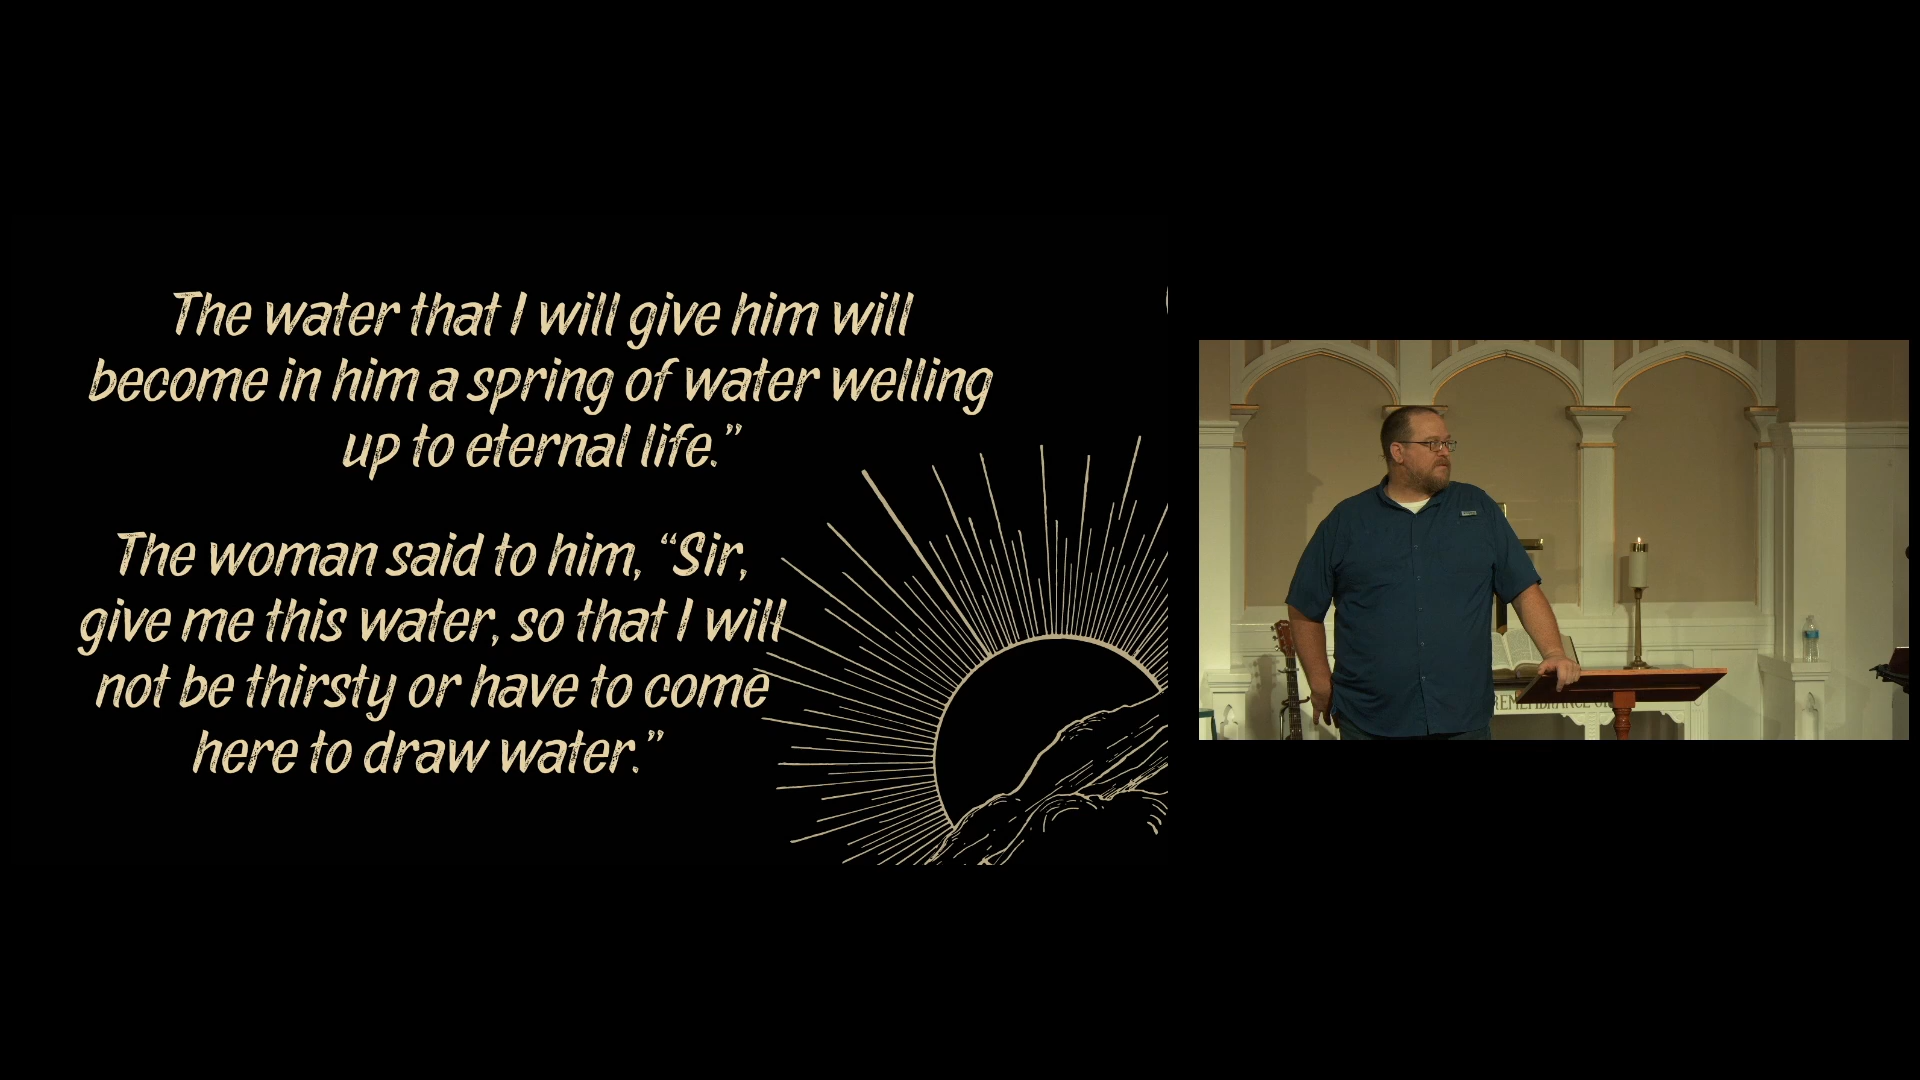 The water that I will give him will
become in him a spring of water welling
up to eternal life.”
The woman said to him, “Sir,
give me this water, so that I will
not be thirsty or have to come
here to draw water.”
REMEMBRANCE